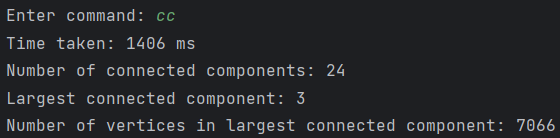 Enter command: cc
Time taken: 1406 ms
Number of connected components: 24
Largest connected component: 3
Number of vertices in largest connected component: 7066